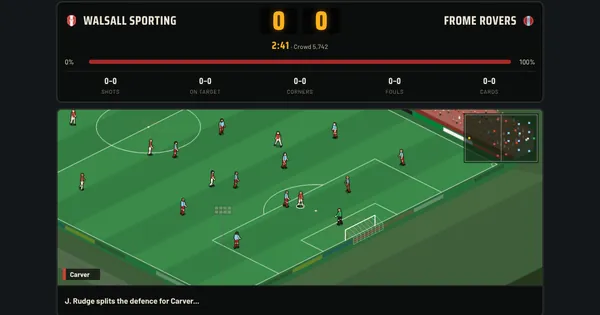 WALSALL SPORTING
0 0
FROME ROVERS
2:41 · Crowd 5,742
0% 100%
0-0 0-0 0-0 0-0 0-0
SHOTS ON TARGET CORNERS FOULS CARDS
Carver
J. Rudge splits the defence for Carver...